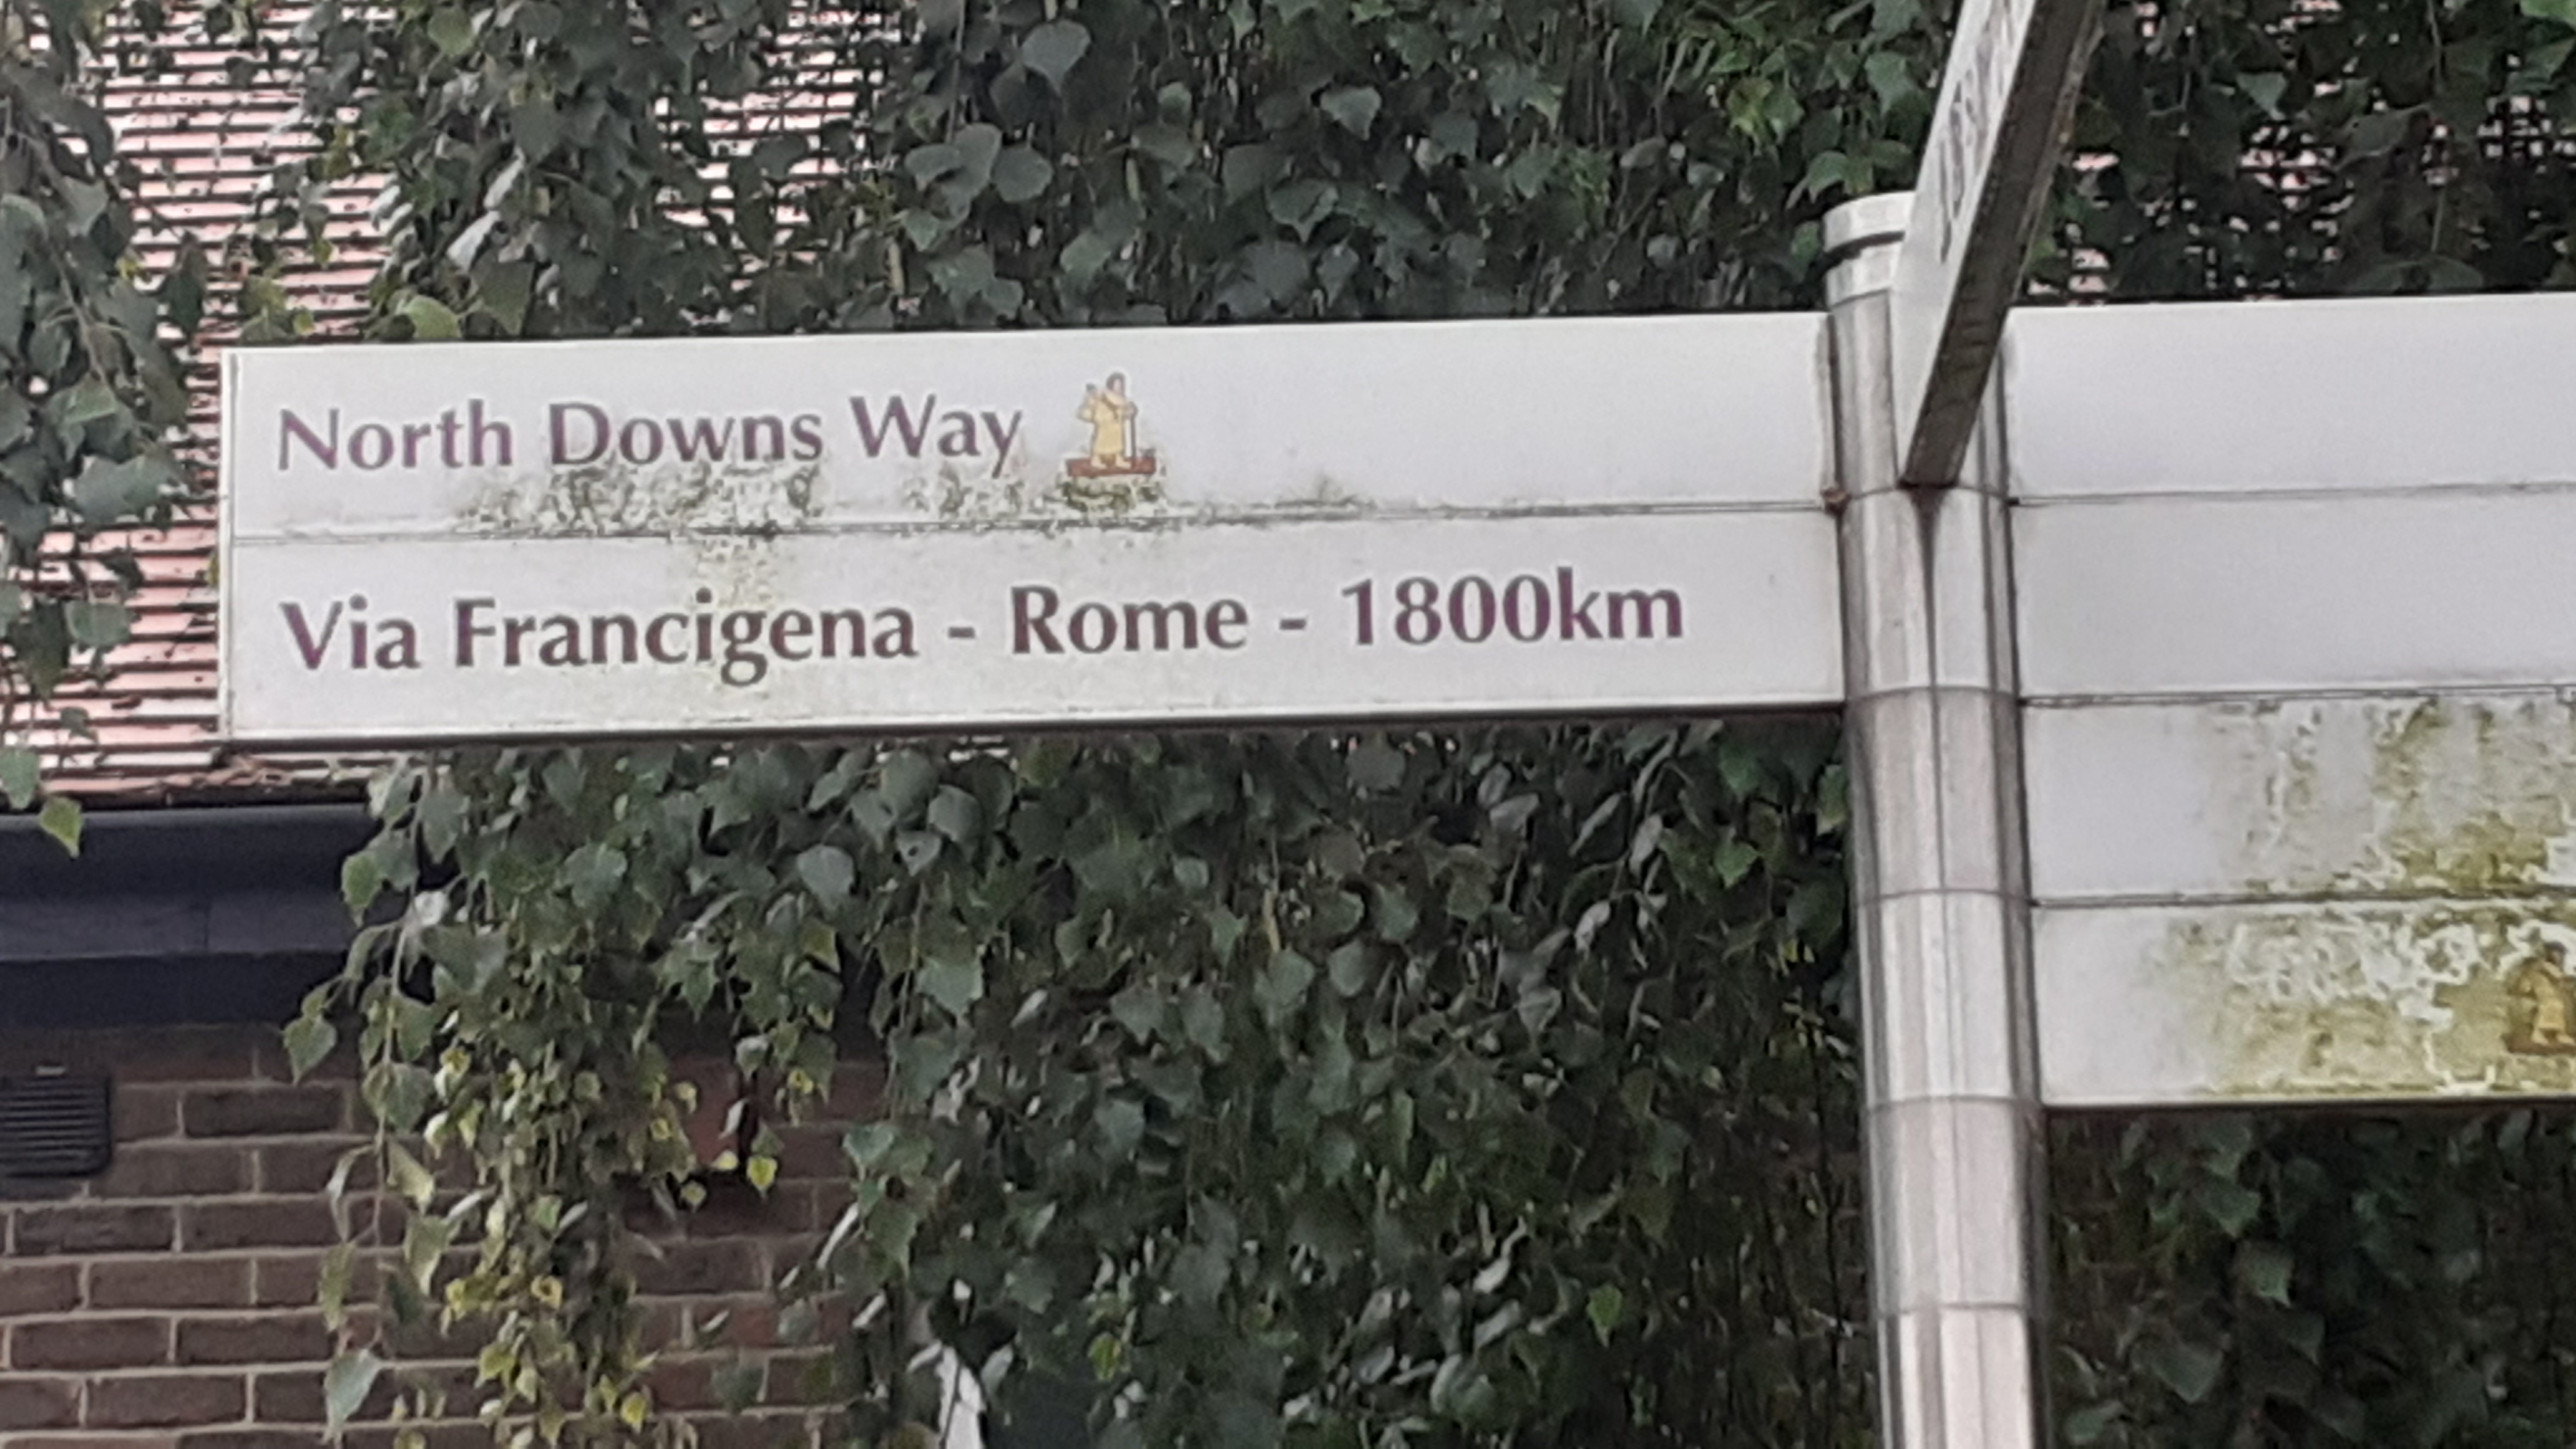 North Downs Way
Via Francigena - Rome - 1800km